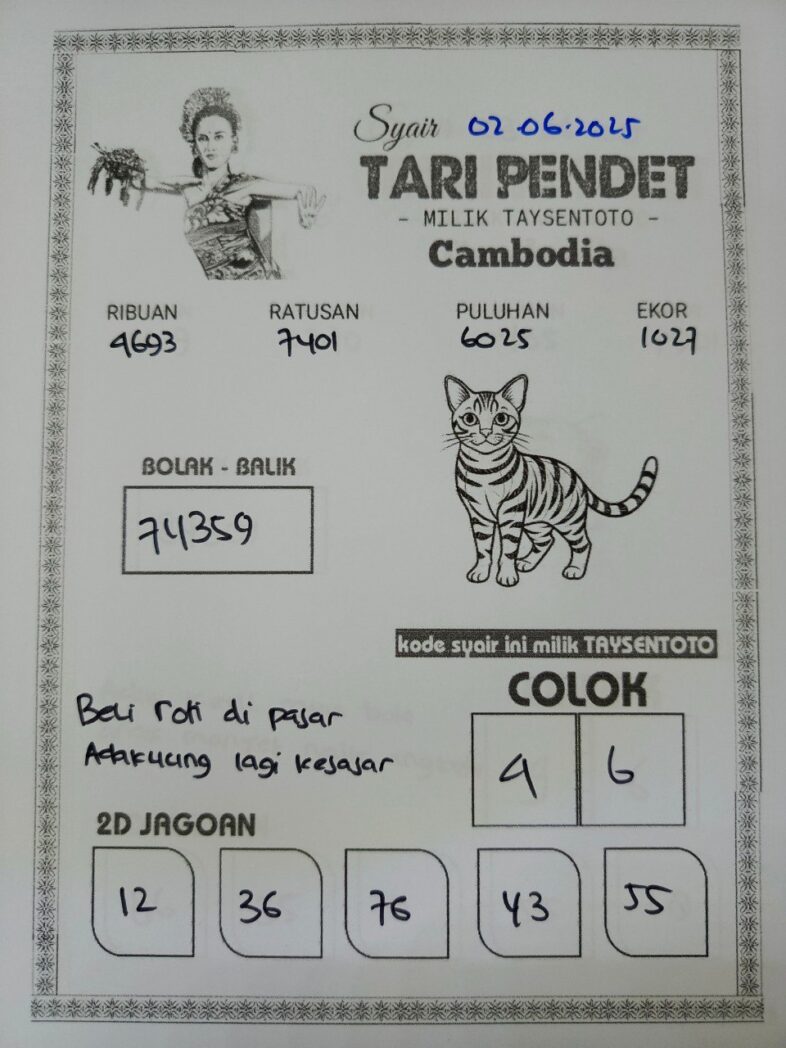 Syair 02.06.2025
TARI PENDET
- MILIK TAYSENTOTO -
Cambodia
RIBUAN RATUSAN PULUHAN EKOR
4693 7401 6025 1027
BOLAK - BALIK
74359
kode syair ini milik TAYSENTOTO
COLOK
4 6
Beli roti di pasar
Adakucing lagi kesasar
2D JAGOAN
12 36 76 43 55